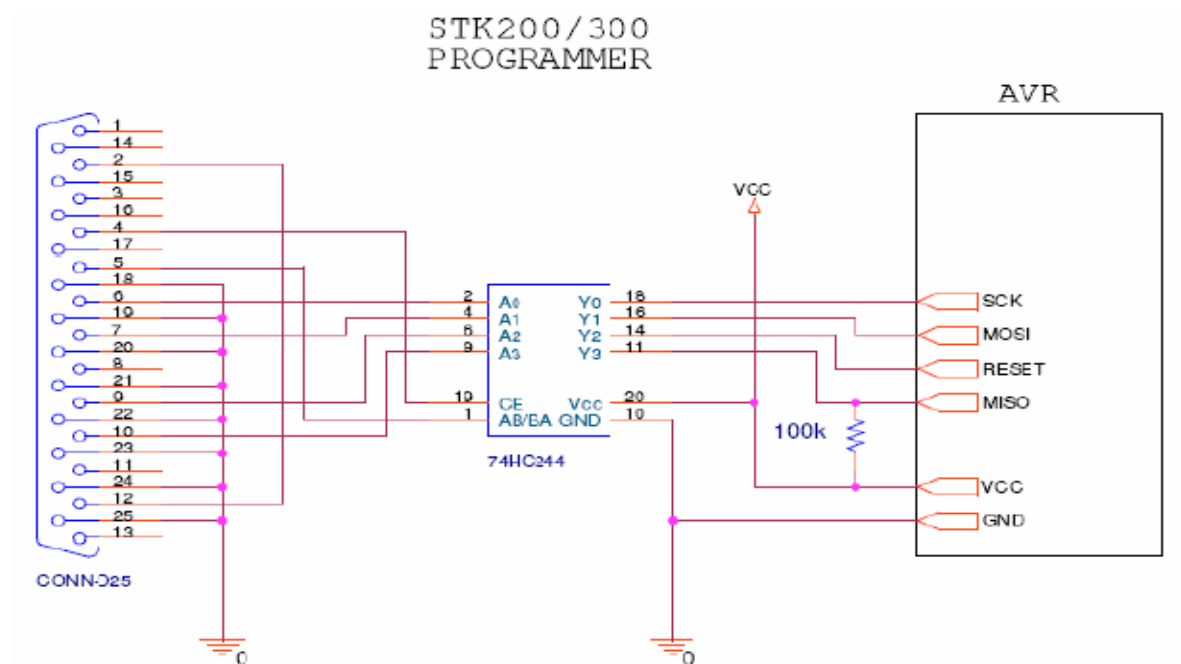 STK200/300
PROGRAMMER
AVR
VCC
1
14
2
15
3
16
4
17
5
18
6
19
7
20
8
21
9
22
10
23
11
24
12
25
13
CONN-D25
2 A0 Y0 18
4 A1 Y1 16
6 A2 Y2 14
9 A3 Y3 11
19 CE Vcc 20
1 AB/BA GND 10
74HC244
100k
SCK
MOSI
RESET
MISO
VCC
GND
0
0